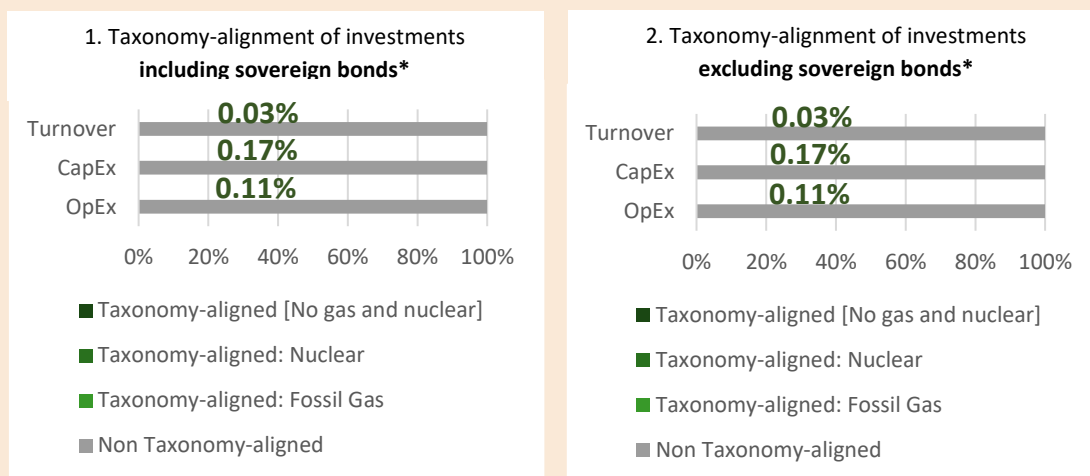 1. Taxonomy-alignment of investments
including sovereign bonds*
0.03%
Turnover
0.17%
CapEx
0.11%
OpEx
0% 20% 40% 60% 80% 100%
Taxonomy-aligned [No gas and nuclear]
Taxonomy-aligned: Nuclear
Taxonomy-aligned: Fossil Gas
Non Taxonomy-aligned
2. Taxonomy-alignment of investments
excluding sovereign bonds*
0.03%
Turnover
0.17%
CapEx
0.11%
OpEx
0% 20% 40% 60% 80% 100%
Taxonomy-aligned [No gas and nuclear]
Taxonomy-aligned: Nuclear
Taxonomy-aligned: Fossil Gas
Non Taxonomy-aligned